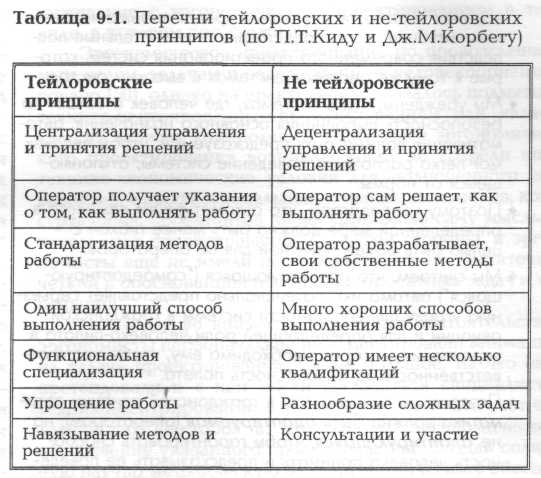 Таблица 9-1. Перечни тейлоровских и не-тейлоровских
принципов (по П.Т.Киду и Дж.М.Корбету)
Тейлоровские
принципы
Не тейлоровские
принципы
Централизация управления
и принятия решений
Децентрализация
управления и принятия
решений
Оператор получает указания
о том, как выполнять работу
Оператор сам решает, как
выполнять работу
Стандартизация методов
работы
Оператор разрабатывает,
свои собственные методы
работы
Один наилучший способ
выполнения работы
Много хороших способов
выполнения работы
Функциональная
специализация
Оператор имеет несколько
квалификаций
Упрощение работы
Разнообразие сложных задач
Навязывание методов и
решений
Консультации и участие